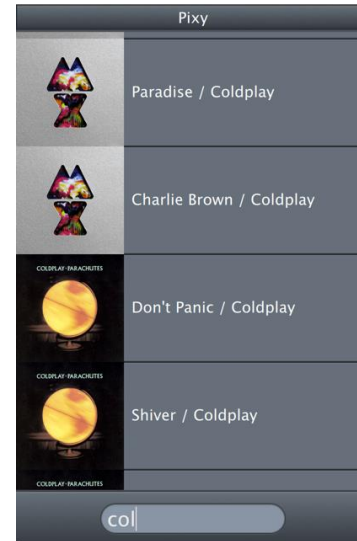 Pixy
Paradise / Coldplay
Charlie Brown / Coldplay
COLDPLAY·PARACHUTES
Don't Panic / Coldplay
COLDPLAY·PARACHUTES
Shiver / Coldplay
COLDPLAY·PARACHUTES
col